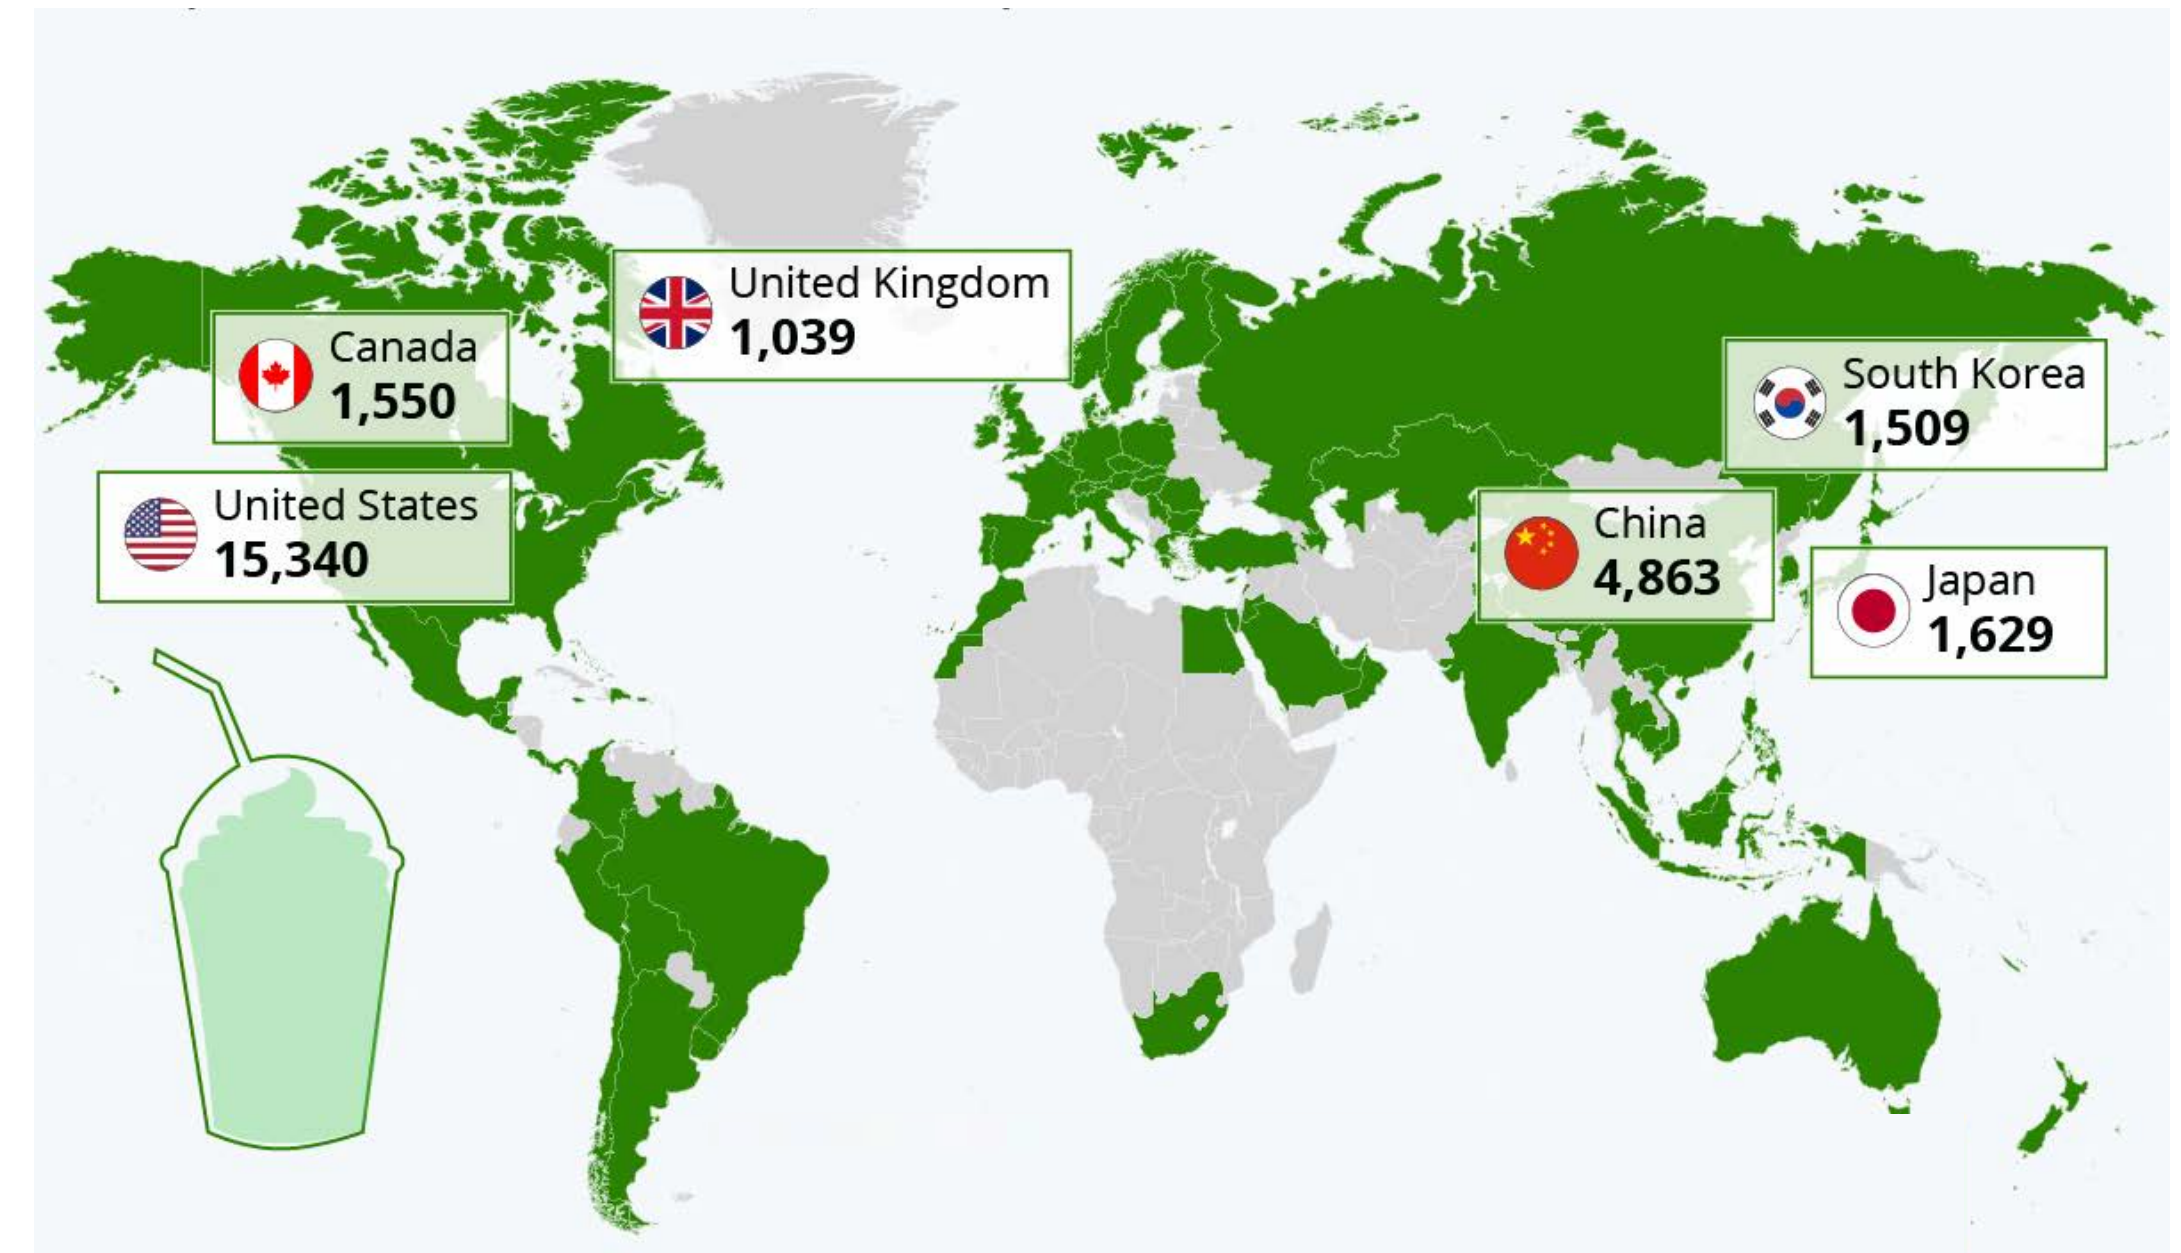 United Kingdom
1,039
Canada
1,550
South Korea
1,509
United States
15,340
China
4,863
Japan
1,629